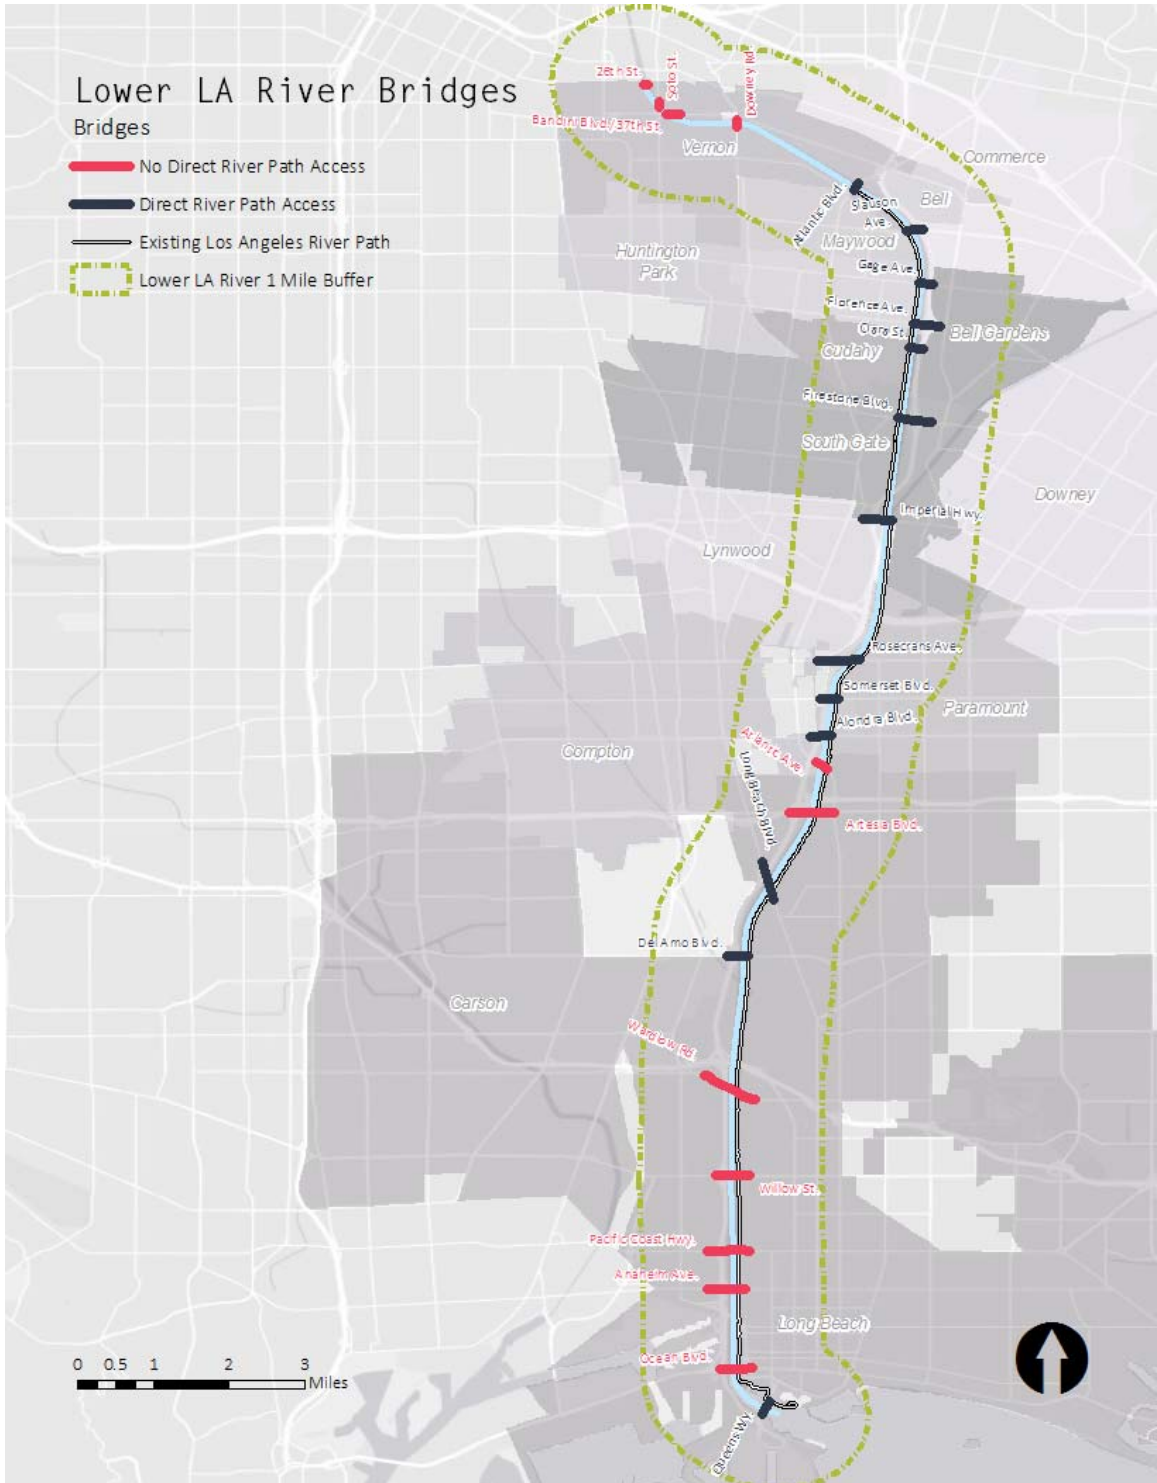 Lower LA River Bridges
Bridges
No Direct River Path Access
Direct River Path Access
Existing Los Angeles River Path
Lower LA River 1 Mile Buffer
26th St.
Soto St.
Downey Rd.
Bandini Blvd./37th St.
Vernon
Commerce
Atlantic Blvd.
Bell
Slauson
Ave.
Maywood
Huntington
Park
Gage Ave.
Florence Ave.
Clara St.
Bell Gardens
Cudahy
Firestone Blvd.
South Gate
Downey
Imperial Hwy.
Lynwood
Rosecrans Ave.
Somerset Blvd.
Paramount
Alondra Blvd.
Atlantic Ave.
Compton
Long Beach Blvd.
Artesia Blvd.
Del Amo Blvd.
Carson
Wardlow Rd.
Willow St.
Pacific Coast Hwy.
Anaheim Ave.
Long Beach
Ocean Blvd.
0 0.5 1 2 3
Miles
Queens Wy.